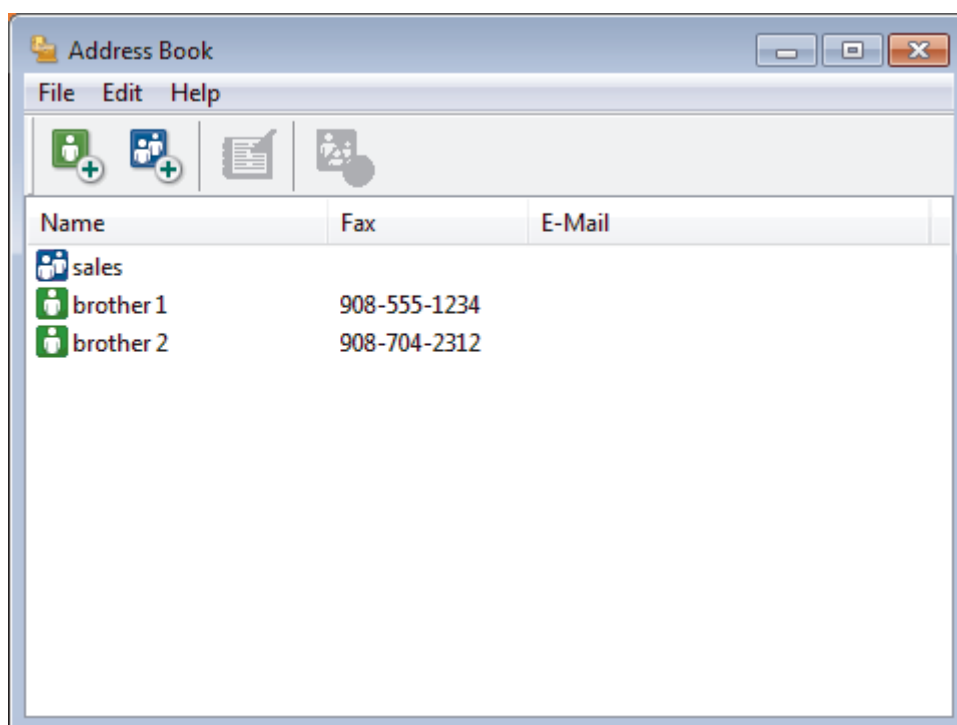 Address Book
File Edit Help
Name Fax E-Mail
sales
brother 1 908-555-1234
brother 2 908-704-2312